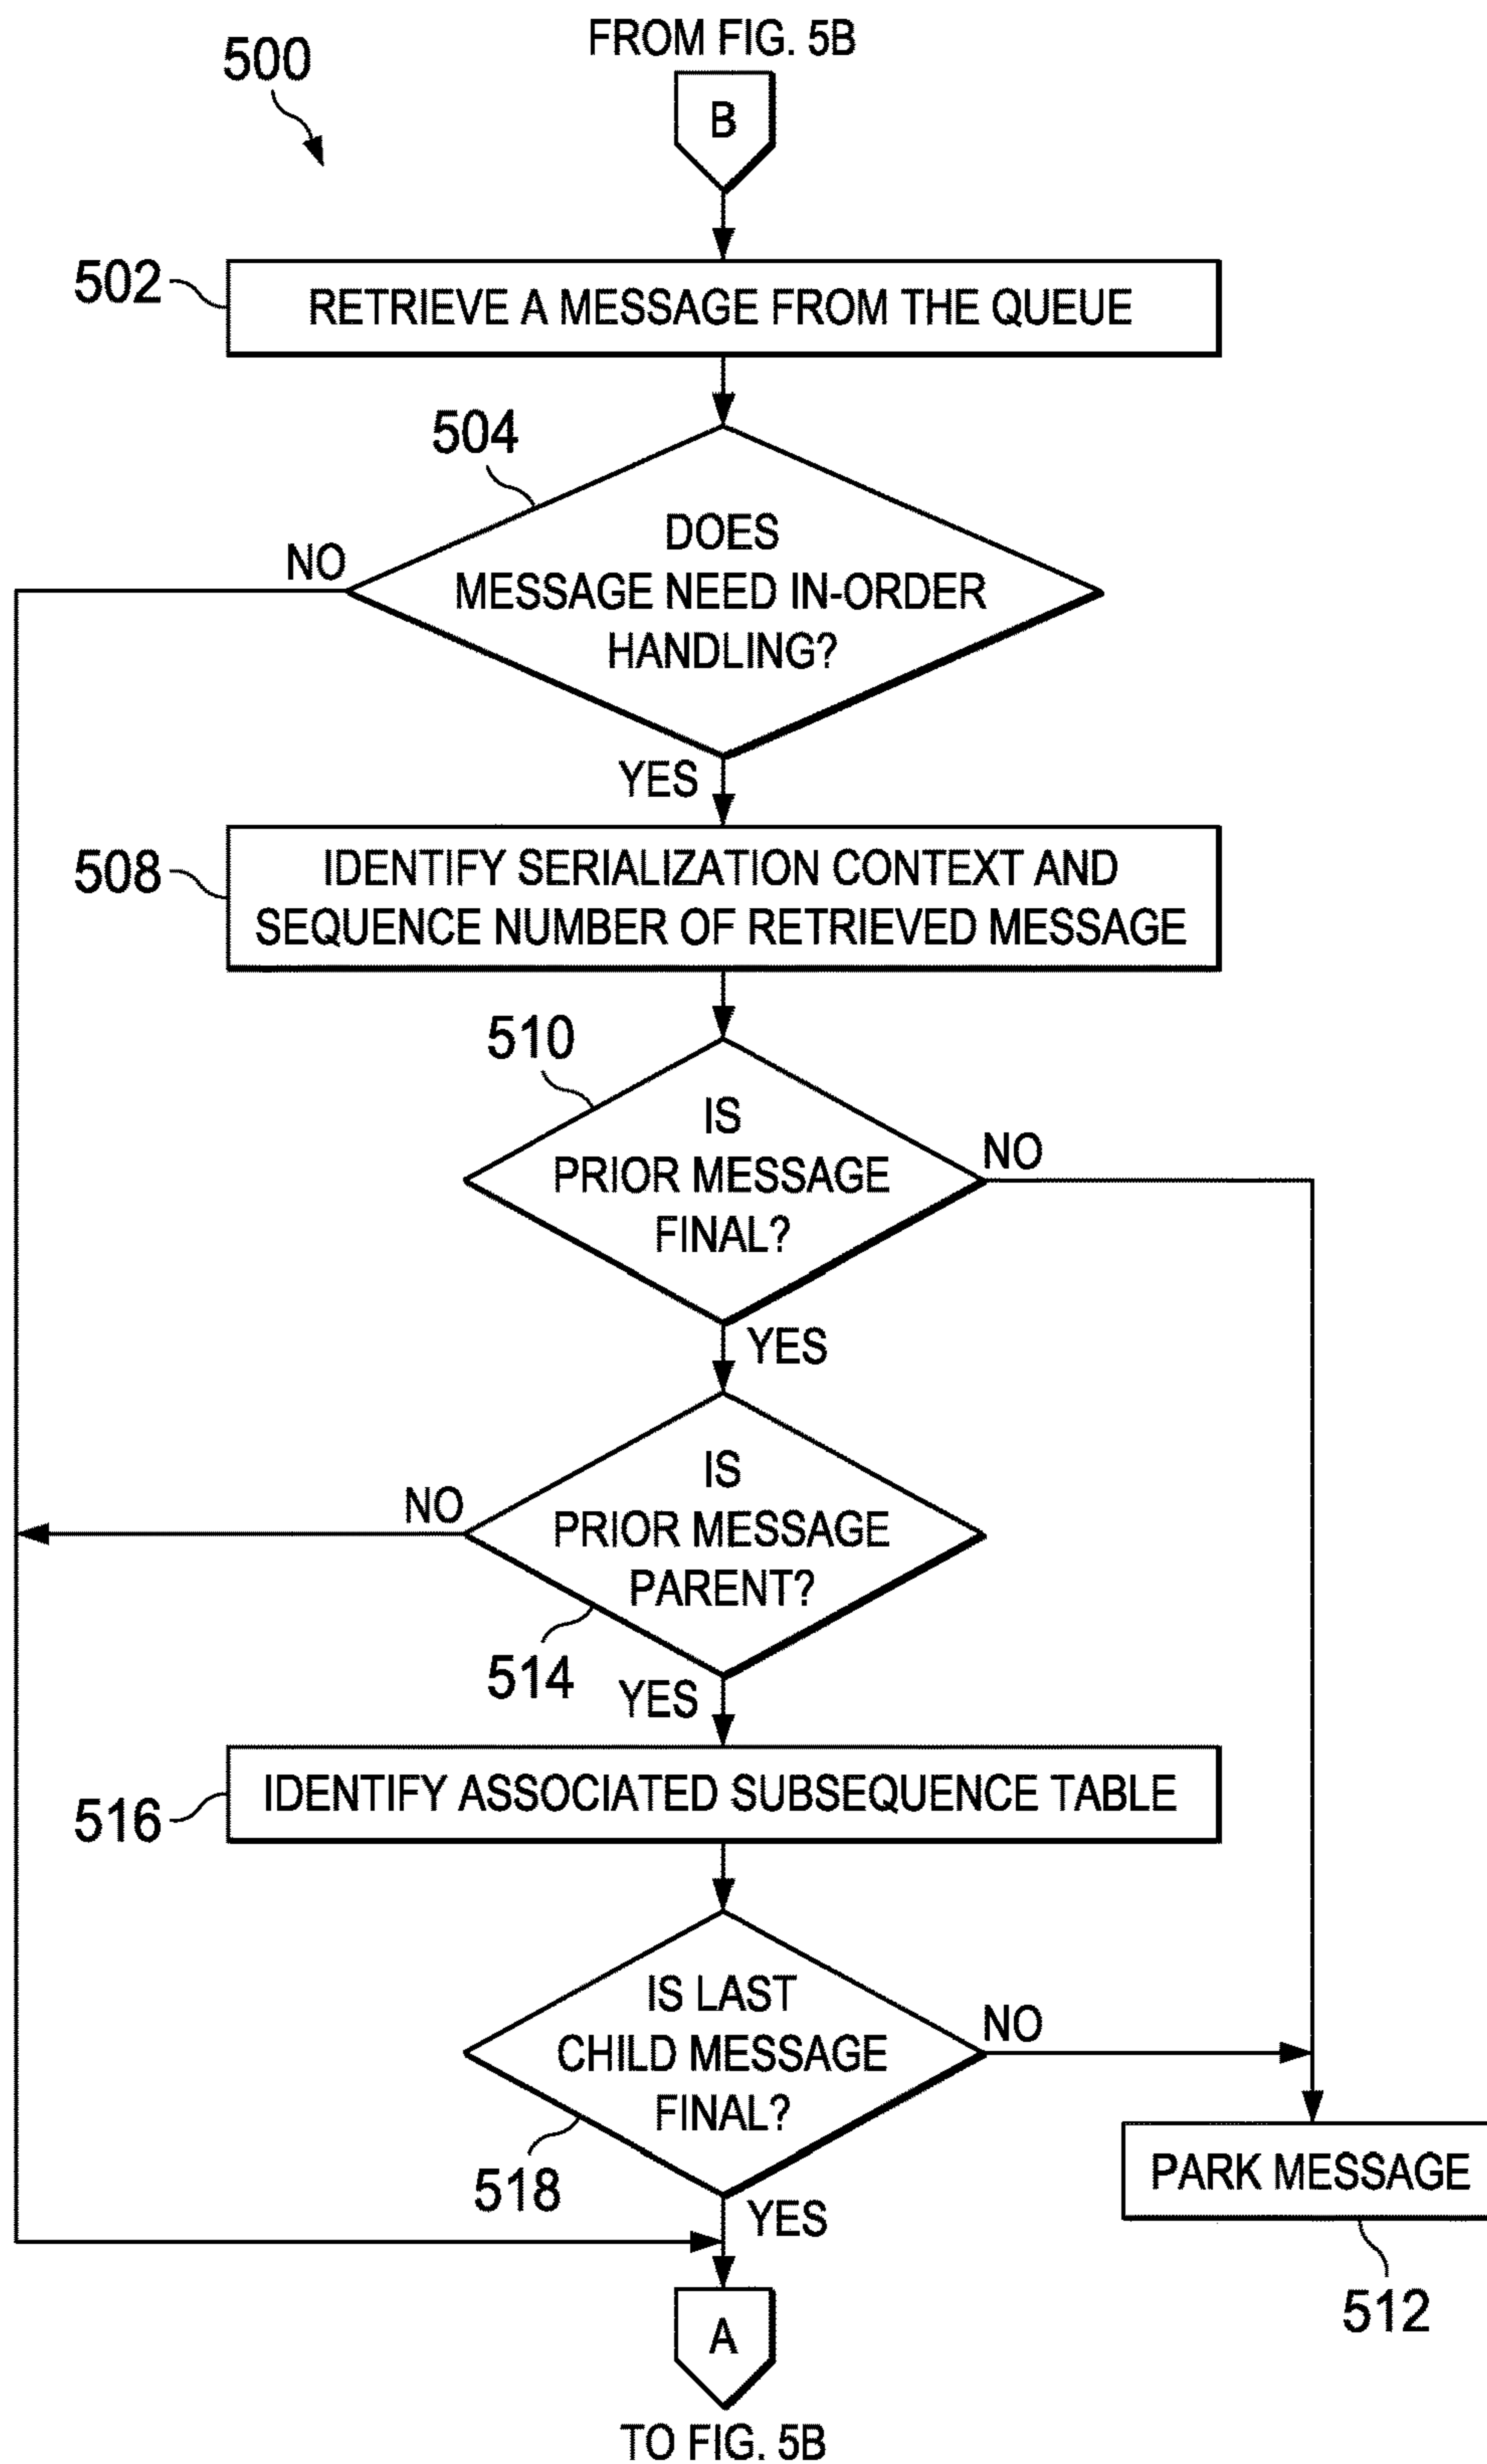 FROM FIG. 5B
500
B
502
RETRIEVE A MESSAGE FROM THE QUEUE
504
DOES
MESSAGE NEED IN-ORDER
HANDLING?
NO
YES
508
IDENTIFY SERIALIZATION CONTEXT AND
SEQUENCE NUMBER OF RETRIEVED MESSAGE
510
IS
PRIOR MESSAGE
FINAL?
NO
YES
IS
PRIOR MESSAGE
PARENT?
NO
514
YES
516
IDENTIFY ASSOCIATED SUBSEQUENCE TABLE
IS LAST
CHILD MESSAGE
FINAL?
NO
518
YES
PARK MESSAGE
512
A
TO FIG. 5B